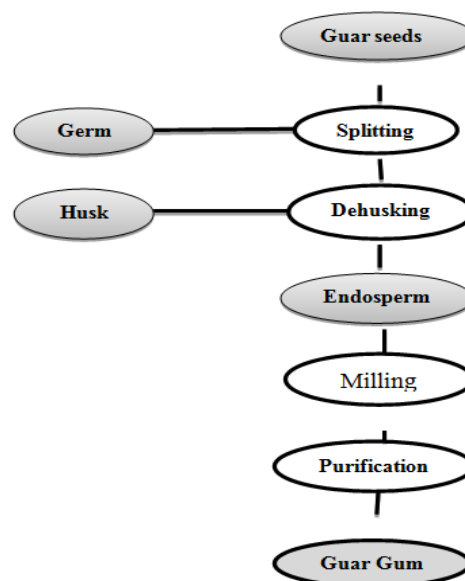 Guar seeds
Germ
Splitting
Husk
Dehusking
Endosperm
Milling
Purification
Guar Gum